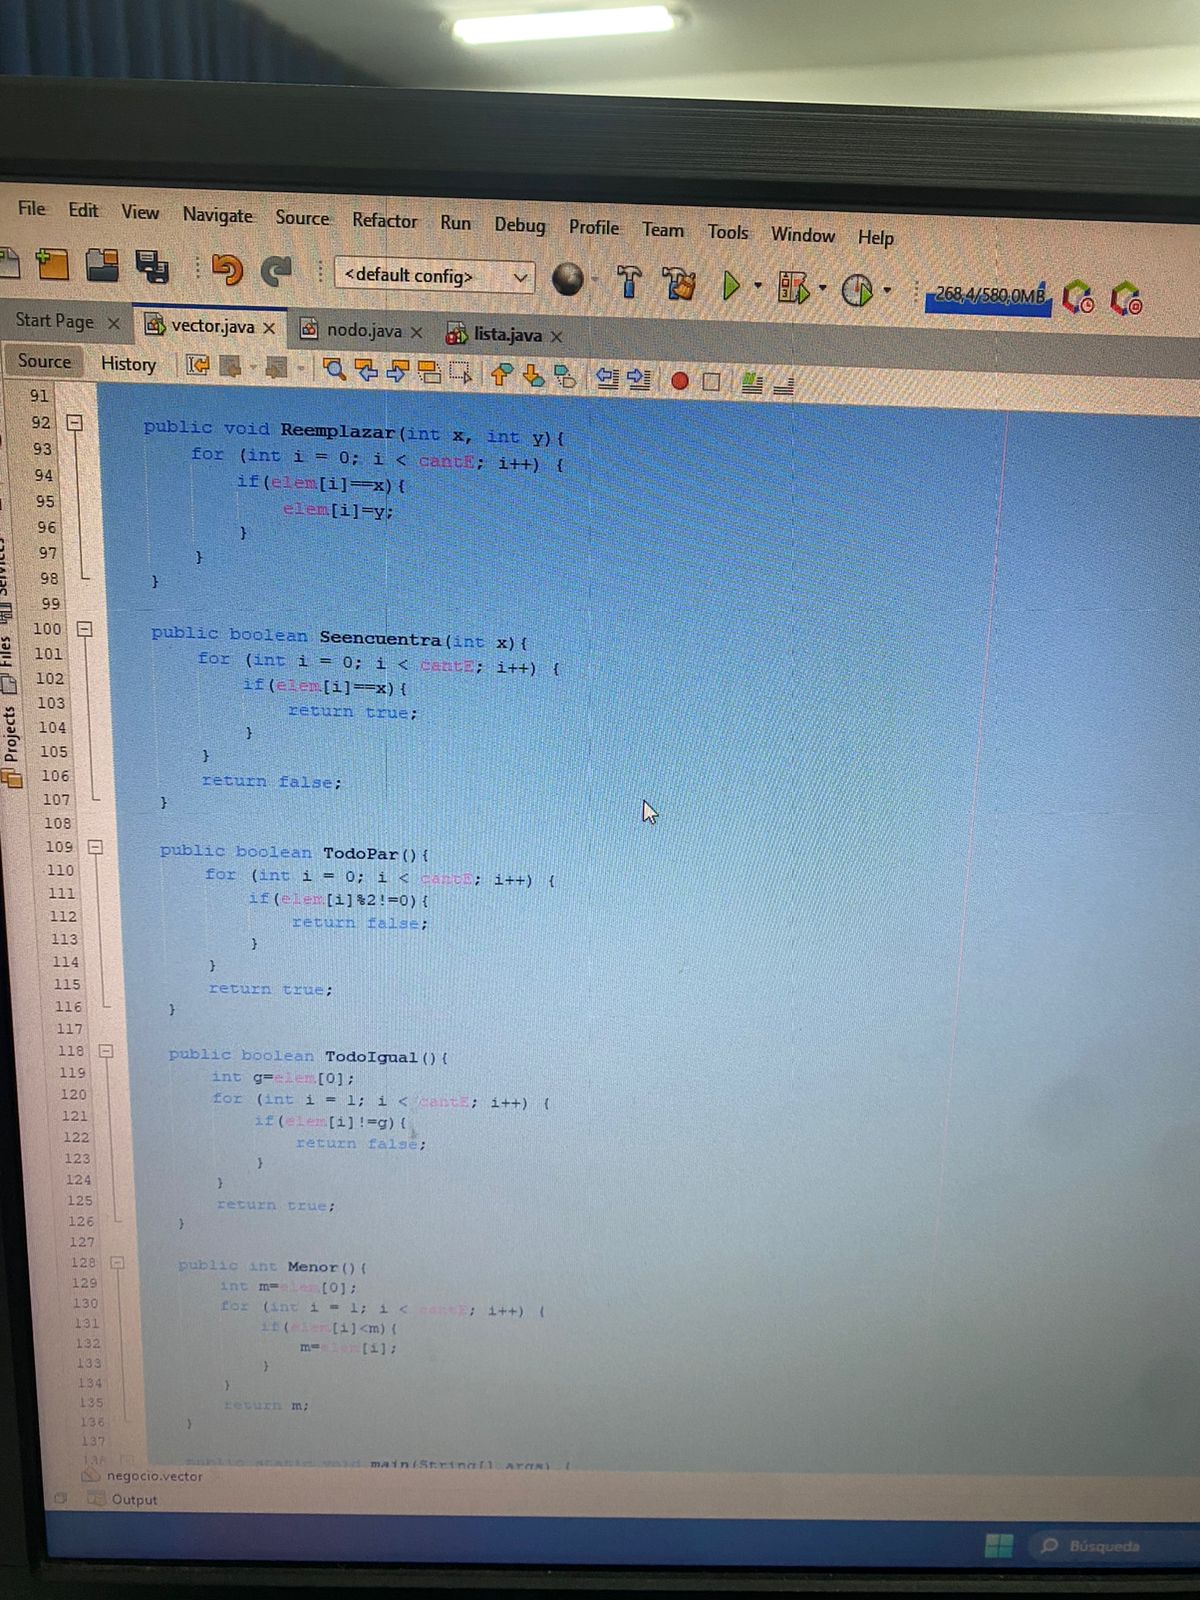 File Edit View Navigate Source Refactor Run Debug Profile Team Tools Window Help
<default config> 268,4/580,0MB
Start Page vector.java nodo.java lista.java
Source History
91
92 public void Reemplazar(int x, int y){
93 for (int i = 0; i < cantE; i++) {
94 if(elem[i]==x){
95 elem[i]=y;
96 }
97 }
98 }
99
100 public boolean Seencuentra(int x){
101 for (int i = 0; i < cantE; i++) {
102 if(elem[i]==x){
103 return true;
104 }
105 }
106 return false;
107 }
108
109 public boolean TodoPar(){
110 for (int i = 0; i < cantE; i++) {
111 if(elem[i]%2!=0){
112 return false;
113 }
114 }
115 return true;
116 }
117
118 public boolean TodoIgual(){
119 int g=elem[0];
120 for (int i = 1; i < cantE; i++) {
121 if(elem[i]!=g){
122 return false;
123 }
124 }
125 return true;
126 }
127
128 public int Menor(){
129 int m=elem[0];
130 for (int i = 1; i < cantE; i++) {
131 if(elem[i]<m){
132 m=elem[i];
133 }
134 }
135 return m;
136 }
137
138 public static void main(String[] args) {
Services
Files
Projects
negocio.vector
Output
Búsqueda